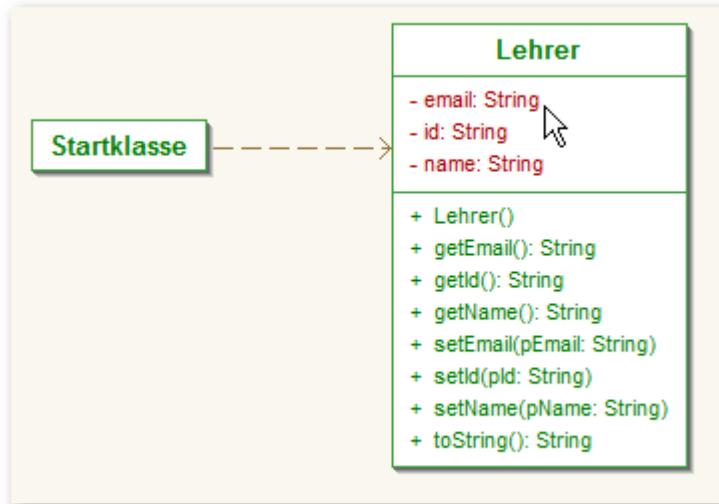 Lehrer
- email: String
- id: String
- name: String
Startklasse
+ Lehrer()
+ getEmail(): String
+ getId(): String
+ getName(): String
+ setEmail(pEmail: String)
+ setId(pId: String)
+ setName(pName: String)
+ toString(): String